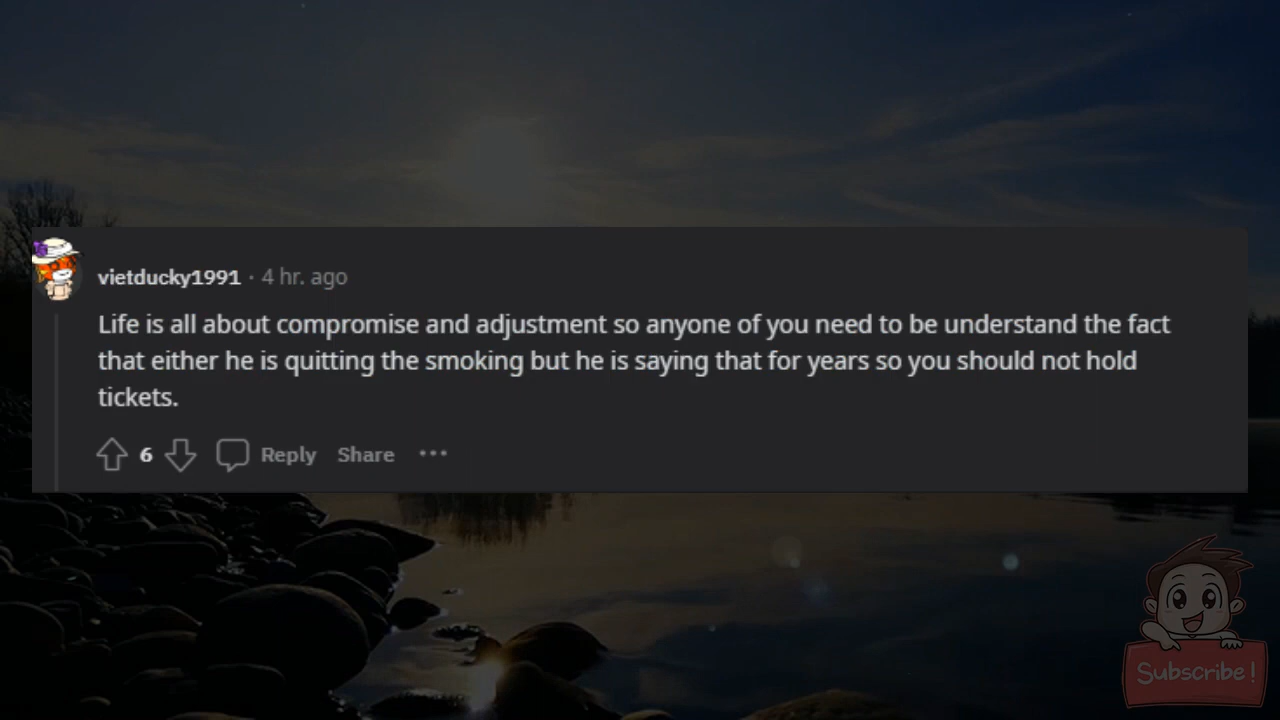 vietducky1991 · 4 hr. ago
Life is all about compromise and adjustment so anyone of you need to be understand the fact
that either he is quitting the smoking but he is saying that for years so you should not hold
tickets.
6 Reply Share ···
Subscribe!